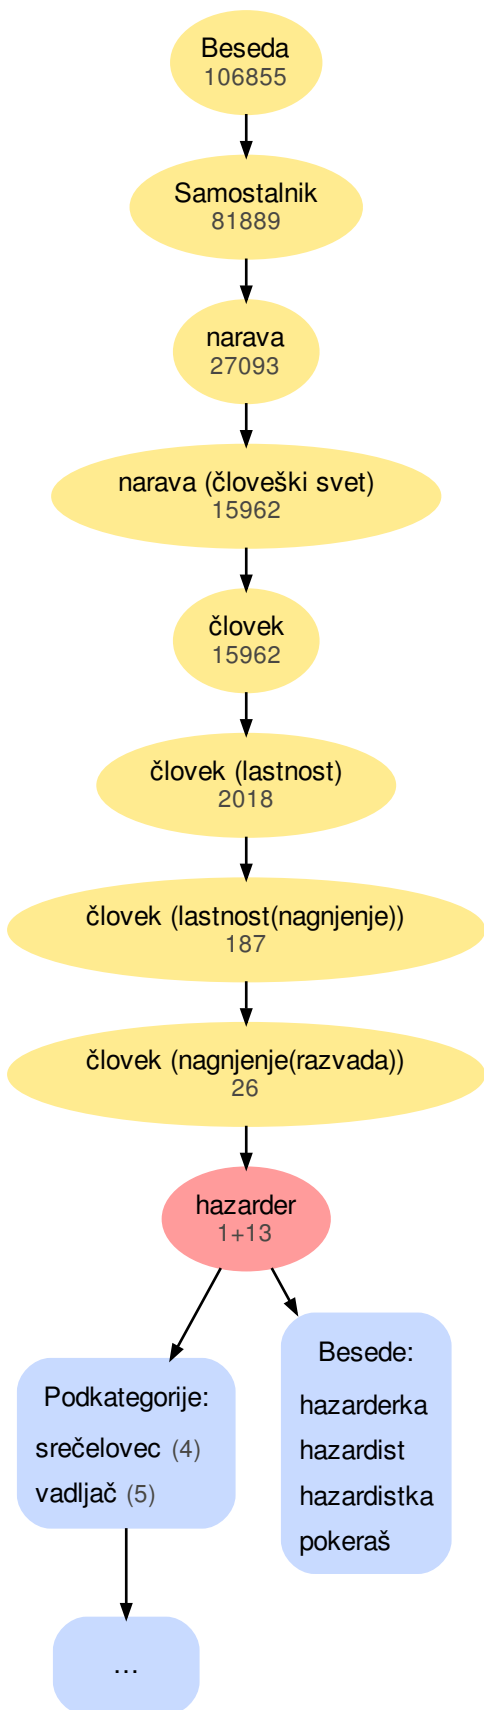 Beseda
106855
Samostalnik
81889
narava
27093
narava (človeški svet)
15962
človek
15962
človek (lastnost)
2018
človek (lastnost(nagnjenje))
187
človek (nagnjenje(razvada))
26
hazarder
1+13
Podkategorije:
srečelovec (4)
vadljač (5)
Besede:
hazarderka
hazardist
hazardistka
pokeraš
…